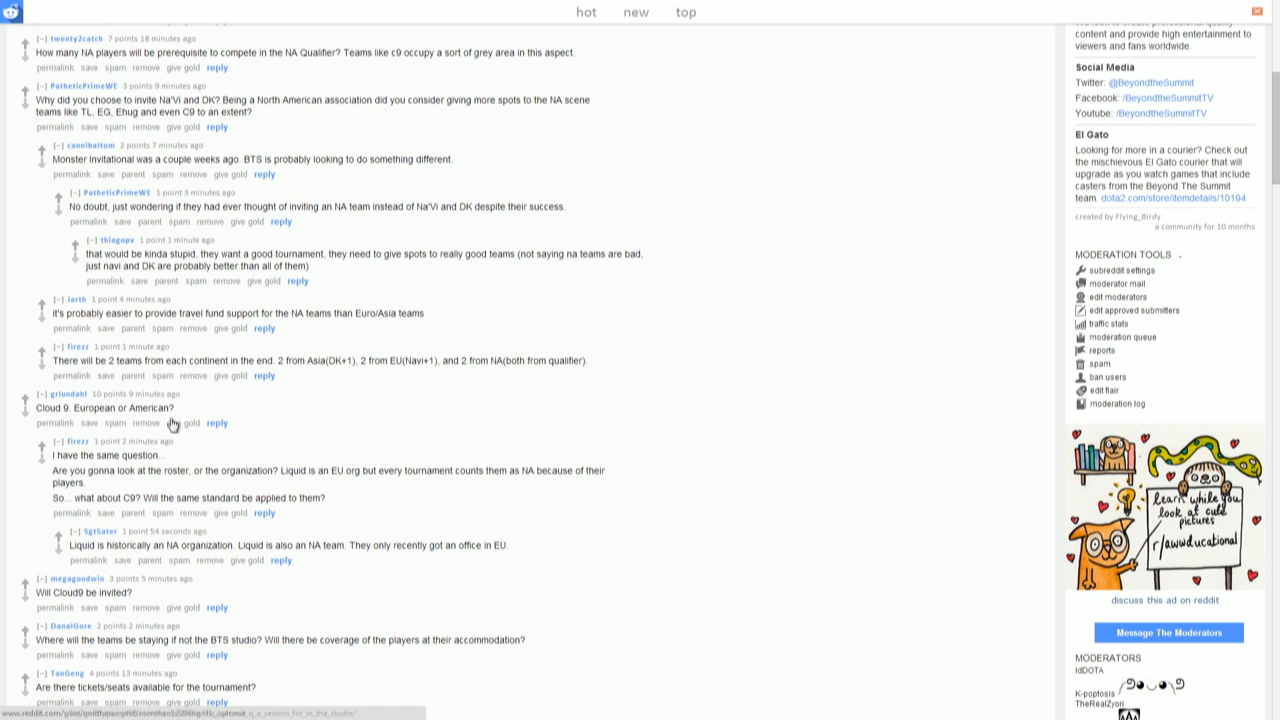 hot new top
[–] twenty2catch 7 points 18 minutes ago
How many NA players will be prerequisite to compete in the NA Qualifier? Teams like c9 occupy a sort of grey area in this aspect.
permalink save spam remove give gold reply
[–] PatheticPrimeWE 3 points 9 minutes ago
Why did you choose to invite Na'Vi and DK? Being a North American association did you consider giving more spots to the NA scene
teams like TL, EG, Ehug and even C9 to an extent?
permalink save spam remove give gold reply
[–] cannibaltom 2 points 7 minutes ago
Monster Invitational was a couple weeks ago. BTS is probably looking to do something different.
permalink save parent spam remove give gold reply
[–] PatheticPrimeWE 1 point 3 minutes ago
No doubt, just wondering if they had ever thought of inviting an NA team instead of Na'Vi and DK despite their success.
permalink save parent spam remove give gold reply
[–] thiagopv 1 point 1 minute ago
that would be kinda stupid, they want a good tournament, they need to give spots to really good teams (not saying na teams are bad,
just navi and DK are probably better than all of them)
permalink save parent spam remove give gold reply
[–] Jarth 1 point 4 minutes ago
it's probably easier to provide travel fund support for the NA teams than Euro/Asia teams
permalink save parent spam remove give gold reply
[–] firezz 1 point 1 minute ago
There will be 2 teams from each continent in the end. 2 from Asia(DK+1), 2 from EU(Navi+1), and 2 from NA(both from qualifier).
permalink save parent spam remove give gold reply
[–] griundahl 10 points 9 minutes ago
Cloud 9. European or American?
permalink save spam remove gold reply
[–] firezz 1 point 2 minutes ago
I have the same question...
Are you gonna look at the roster, or the organization? Liquid is an EU org but every tournament counts them as NA because of their
players.
So... what about C9? Will the same standard be applied to them?
permalink save parent spam remove give gold reply
[–] SgtSater 1 point 54 seconds ago
Liquid is historically an NA organization. Liquid is also an NA team. They only recently got an office in EU.
permalink save parent spam remove give gold reply
[–] megagoodwin 3 points 5 minutes ago
Will Cloud9 be invited?
permalink save spam remove give gold reply
[–] DanalGore 2 points 2 minutes ago
Where will the teams be staying if not the BTS studio? Will there be coverage of the players at their accommodation?
permalink save spam remove give gold reply
[–] TanGeng 4 points 13 minutes ago
Are there tickets/seats available for the tournament?
permalink save spam remove give gold reply
content and provide high entertainment to
viewers and fans worldwide.
Social Media
Twitter: @BeyondtheSummit
Facebook: /BeyondtheSummitTV
Youtube: /BeyondtheSummitTV
El Gato
Looking for more in a courier? Check out
the mischievous El Gato courier that will
upgrade as you watch games that include
casters from the Beyond The Summit
team. dota2.com/store/itemdetails/10194
created by Flying_Birdy
a community for 10 months
MODERATION TOOLS
subreddit settings
moderator mail
edit moderators
edit approved submitters
traffic stats
moderation queue
reports
spam
ban users
edit flair
moderation log
learn while you
look at cute
pictures
r/awwducational
discuss this ad on reddit
Message The Moderators
MODERATORS
ldDOTA
K-poptosis
TheRealZyon